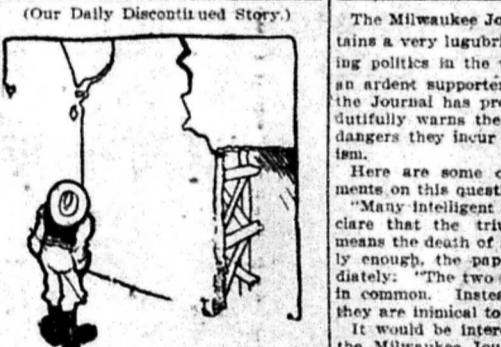 (Our Daily Discontinued Story.)
The Milwaukee Jo
tains a very lugubri
ing politics in the
an ardent supporter
the Journal has pr
dutifully warns the
dangers they incur
ism.
Here are some c
ments on this quest
"Many intelligent
clare that the tri
means the death of
ly enough, the pap
diately: "The two
in common. Inste
they are inimical to
It would be inter
the Milwaukee Jou